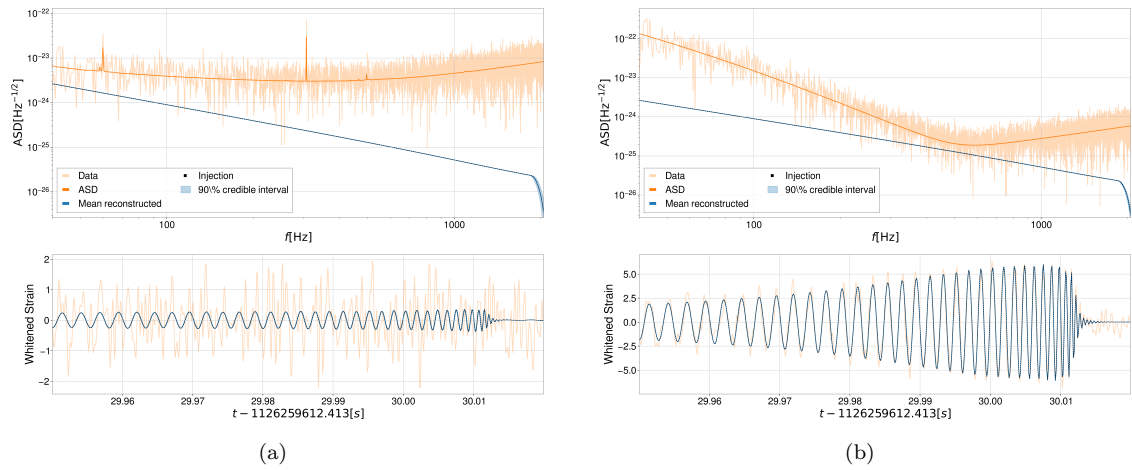 10−22
10−23
10−24
10−25
10−26
ASD[Hz−1/2]
Data
ASD
Mean reconstructed
Injection
90\% credible interval
100
1000
f[Hz]
2
1
0
−1
−2
Whitened Strain
29.96
29.97
29.98
29.99
30.00
30.01
t − 1126259612.413[s]
(a)
10−22
10−23
10−24
10−25
10−26
ASD[Hz−1/2]
Data
ASD
Mean reconstructed
Injection
90\% credible interval
100
1000
f[Hz]
5.0
2.5
0.0
−2.5
−5.0
Whitened Strain
29.96
29.97
29.98
29.99
30.00
30.01
t − 1126259612.413[s]
(b)